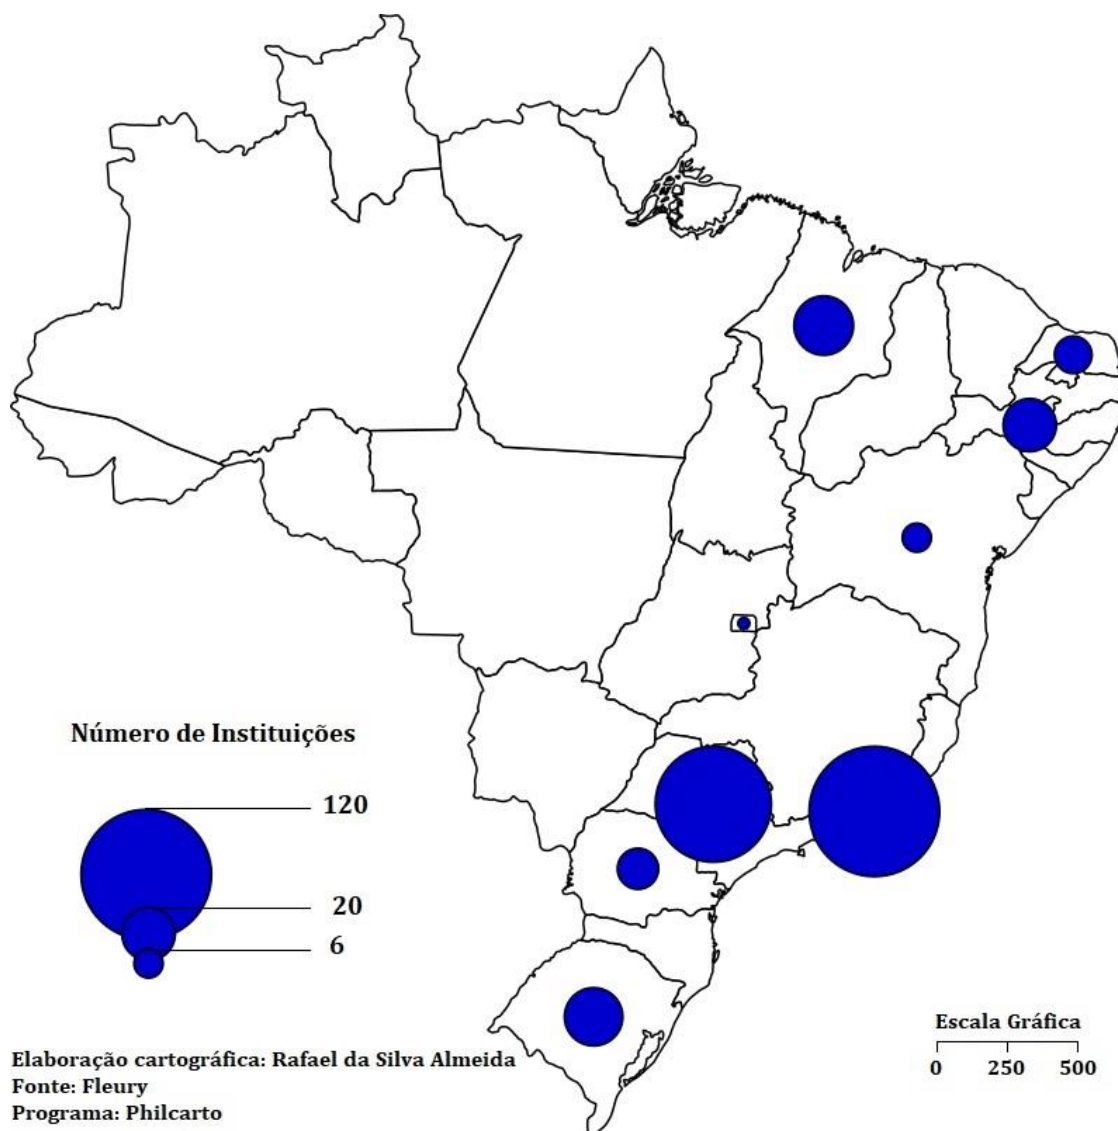 Número de Instituições
120
20
6
Escala Gráfica
0 250 500
Elaboração cartográfica: Rafael da Silva Almeida
Fonte: Fleury
Programa: Philcarto